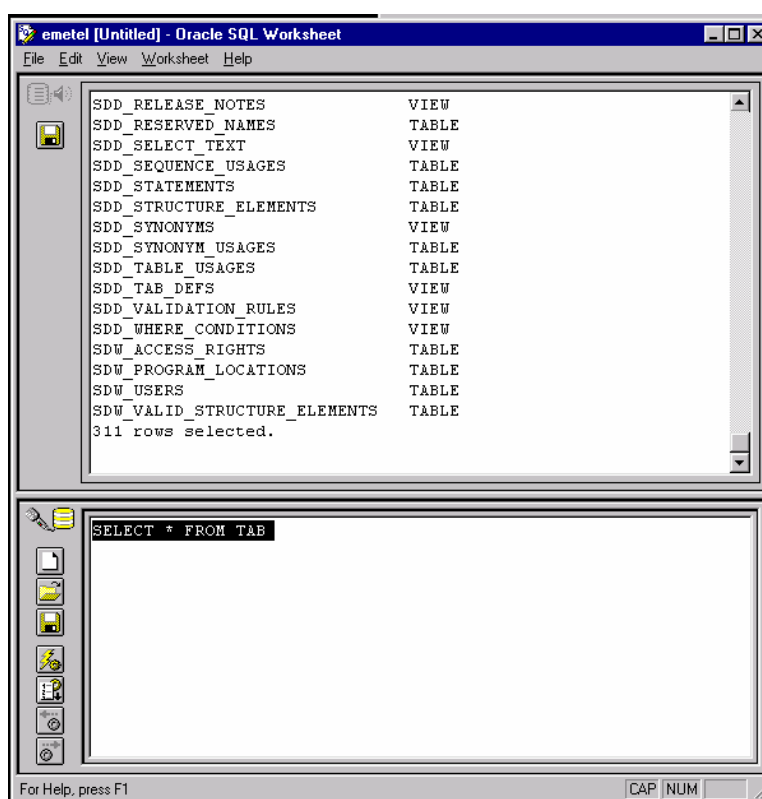 emetel [Untitled] - Oracle SQL Worksheet
File Edit View Worksheet Help
SDD_RELEASE_NOTES VIEW
SDD_RESERVED_NAMES TABLE
SDD_SELECT_TEXT VIEW
SDD_SEQUENCE_USAGES TABLE
SDD_STATEMENTS TABLE
SDD_STRUCTURE_ELEMENTS TABLE
SDD_SYNONYMS VIEW
SDD_SYNONYM_USAGES TABLE
SDD_TABLE_USAGES TABLE
SDD_TAB_DEFS VIEW
SDD_VALIDATION_RULES VIEW
SDD_WHERE_CONDITIONS VIEW
SDW_ACCESS_RIGHTS TABLE
SDW_PROGRAM_LOCATIONS TABLE
SDW_USERS TABLE
SDW_VALID_STRUCTURE_ELEMENTS TABLE
311 rows selected.
SELECT * FROM TAB
For Help, press F1 CAP NUM